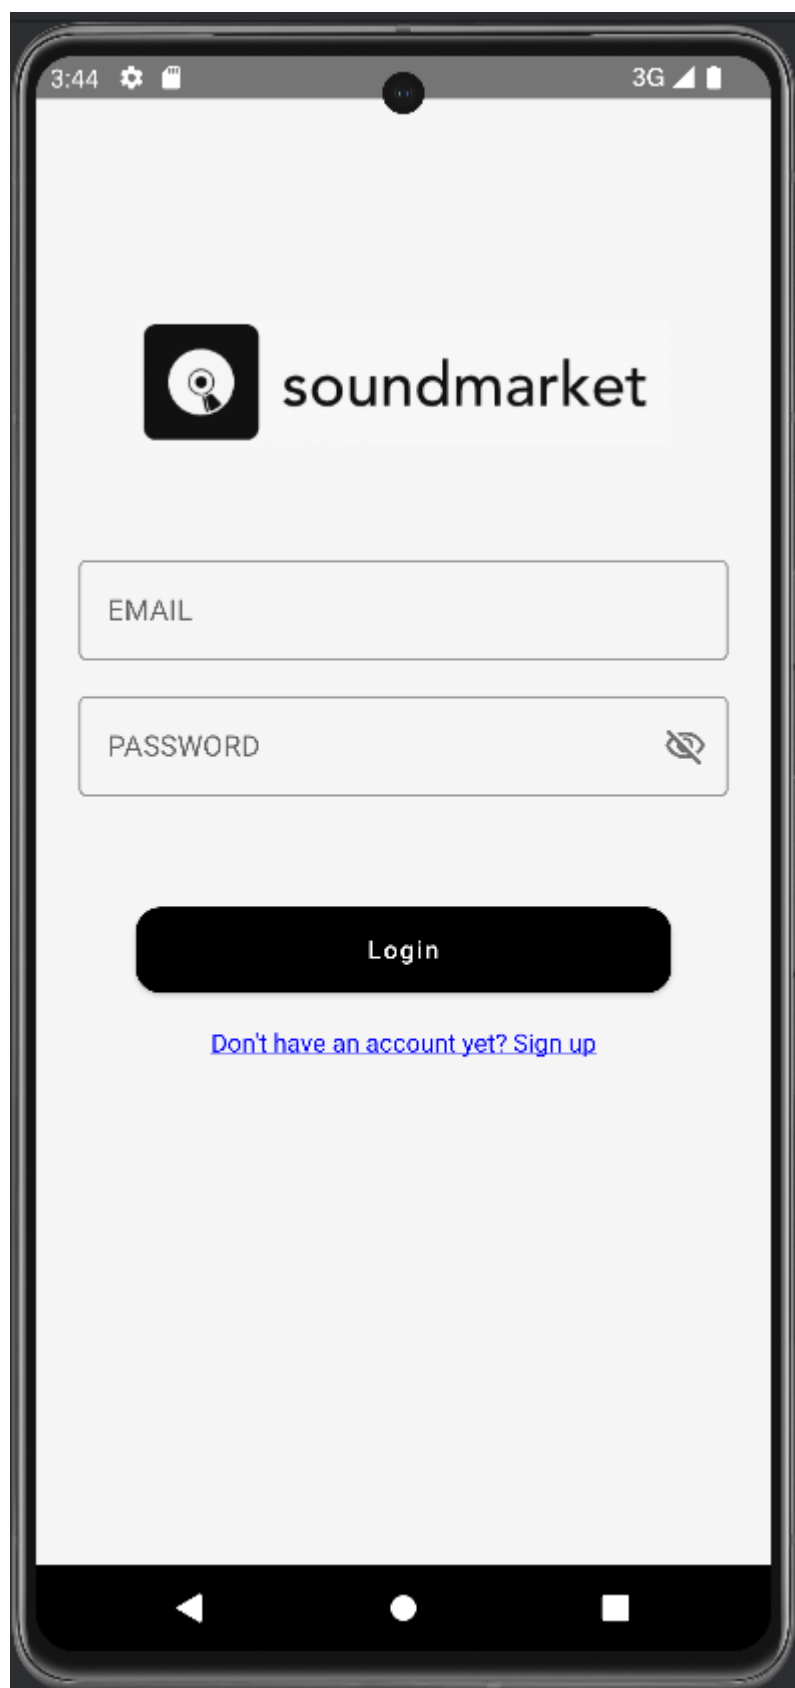 3:44 3G
soundmarket
EMAIL
PASSWORD
Login
Don't have an account yet? Sign up